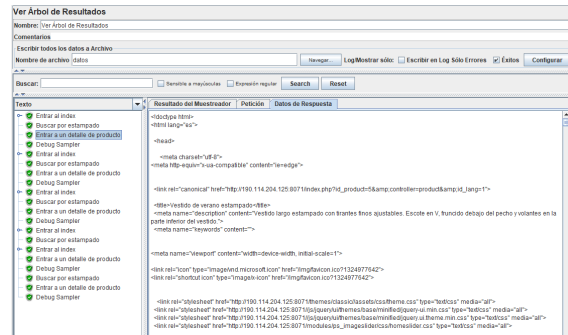 Ver Árbol de Resultados
Nombre: Ver Árbol de Resultados
Comentarios
Escribir todos los datos a Archivo
Nombre de archivo datos Navegar... Log/Mostrar sólo: Escribir en Log Sólo Errores Éxitos Configurar
Buscar: Sensible a mayúsculas Expresión regular Search Reset
Texto
Entrar al index
Buscar por estampado
Entrar a un detalle de producto
Debug Sampler
Entrar al index
Buscar por estampado
Entrar a un detalle de producto
Debug Sampler
Entrar al index
Buscar por estampado
Entrar a un detalle de producto
Debug Sampler
Entrar al index
Buscar por estampado
Entrar al index
Entrar a un detalle de producto
Debug Sampler
Buscar por estampado
Entrar a un detalle de producto
Debug Sampler
Resultado del Muestreador Petición Datos de Respuesta
<!doctype html>
<html lang="es">
<head>
<meta charset="utf-8">
<meta http-equiv="x-ua-compatible" content="ie=edge">
<link rel="canonical" href="http://190.114.204.125:8071/index.php?id_product=5&amp;controller=product&amp;id_lang=1">
<title>Vestido de verano estampado</title>
<meta name="description" content="Vestido largo estampado con tirantes finos ajustables. Escote en V, fruncido debajo del pecho y volantes en la
parte inferior del vestido.">
<meta name="keywords" content="">
<meta name="viewport" content="width=device-width, initial-scale=1">
<link rel="icon" type="image/vnd.microsoft.icon" href="/img/favicon.ico?1324977642">
<link rel="shortcut icon" type="image/x-icon" href="/img/favicon.ico?1324977642">
<link rel="stylesheet" href="http://190.114.204.125:8071/themes/classic/assets/css/theme.css" type="text/css" media="all">
<link rel="stylesheet" href="http://190.114.204.125:8071/js/jquery/ui/themes/base/minified/jquery-ui.min.css" type="text/css" media="all">
<link rel="stylesheet" href="http://190.114.204.125:8071/js/jquery/ui/themes/base/minified/jquery.ui.theme.min.css" type="text/css" media="all">
<link rel="stylesheet" href="http://190.114.204.125:8071/modules/ps_imageslider/css/homeslider.css" type="text/css" media="all">